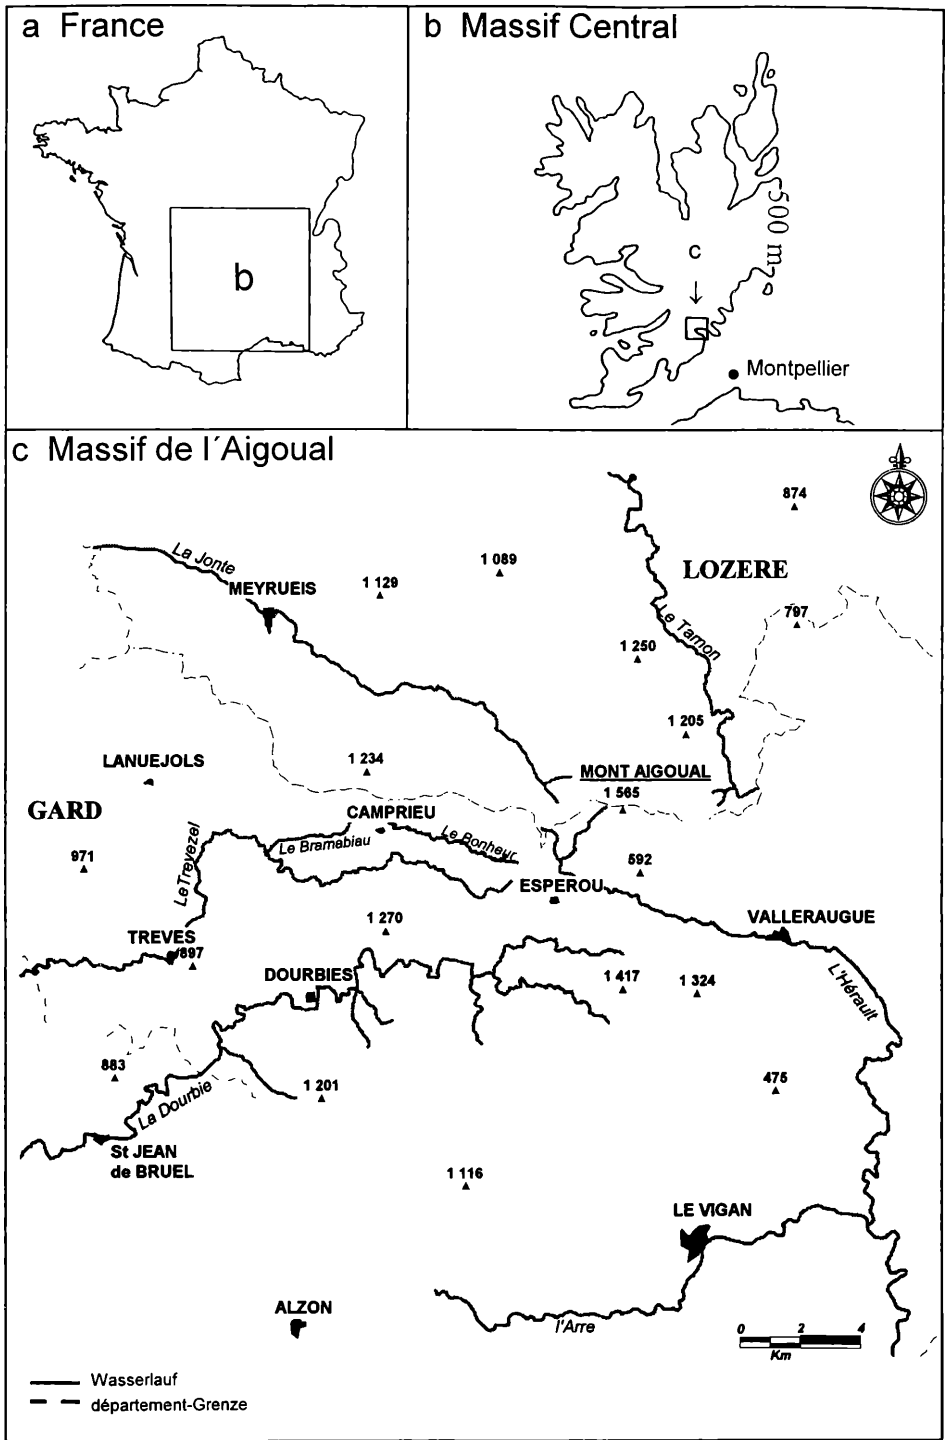 a France
b
b Massif Central
500 m
c
Montpellier
c Massif de l´Aigoual
874
La Jonte
1 089
LOZERE
MEYRUEIS
1 129
797
Le Tarnon
1 250
1 205
LANUEJOLS
1 234
MONT AIGOUAL
1 565
GARD
CAMPRIEU
Le Trevezel
Le Bramabiau
Le Bonheur
971
592
ESPEROU
VALLERAUGUE
1 270
TREVES
897
DOURBIES
1 417
1 324
L'Hérault
883
1 201
475
La Dourbie
St JEAN
de BRUEL
1 116
LE VIGAN
ALZON
l'Arre
0 2 4
Km
Wasserlauf
département-Grenze